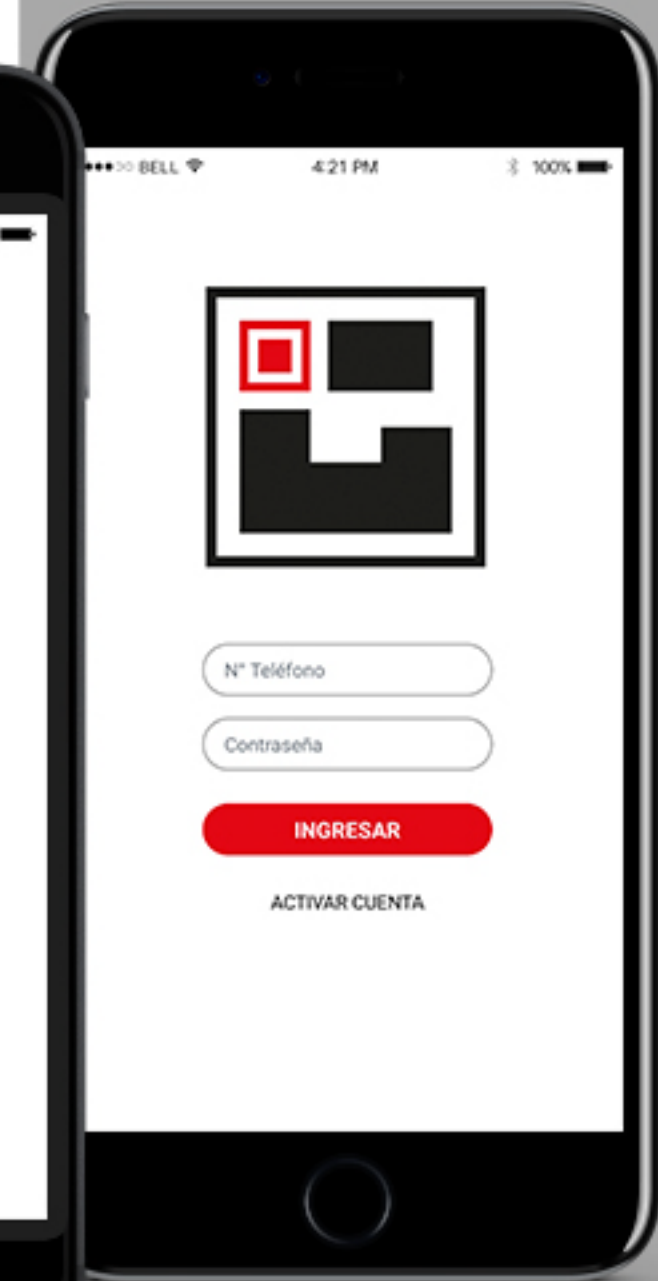 BELL 4:21 PM 100%
N° Teléfono
Contraseña
INGRESAR
ACTIVAR CUENTA